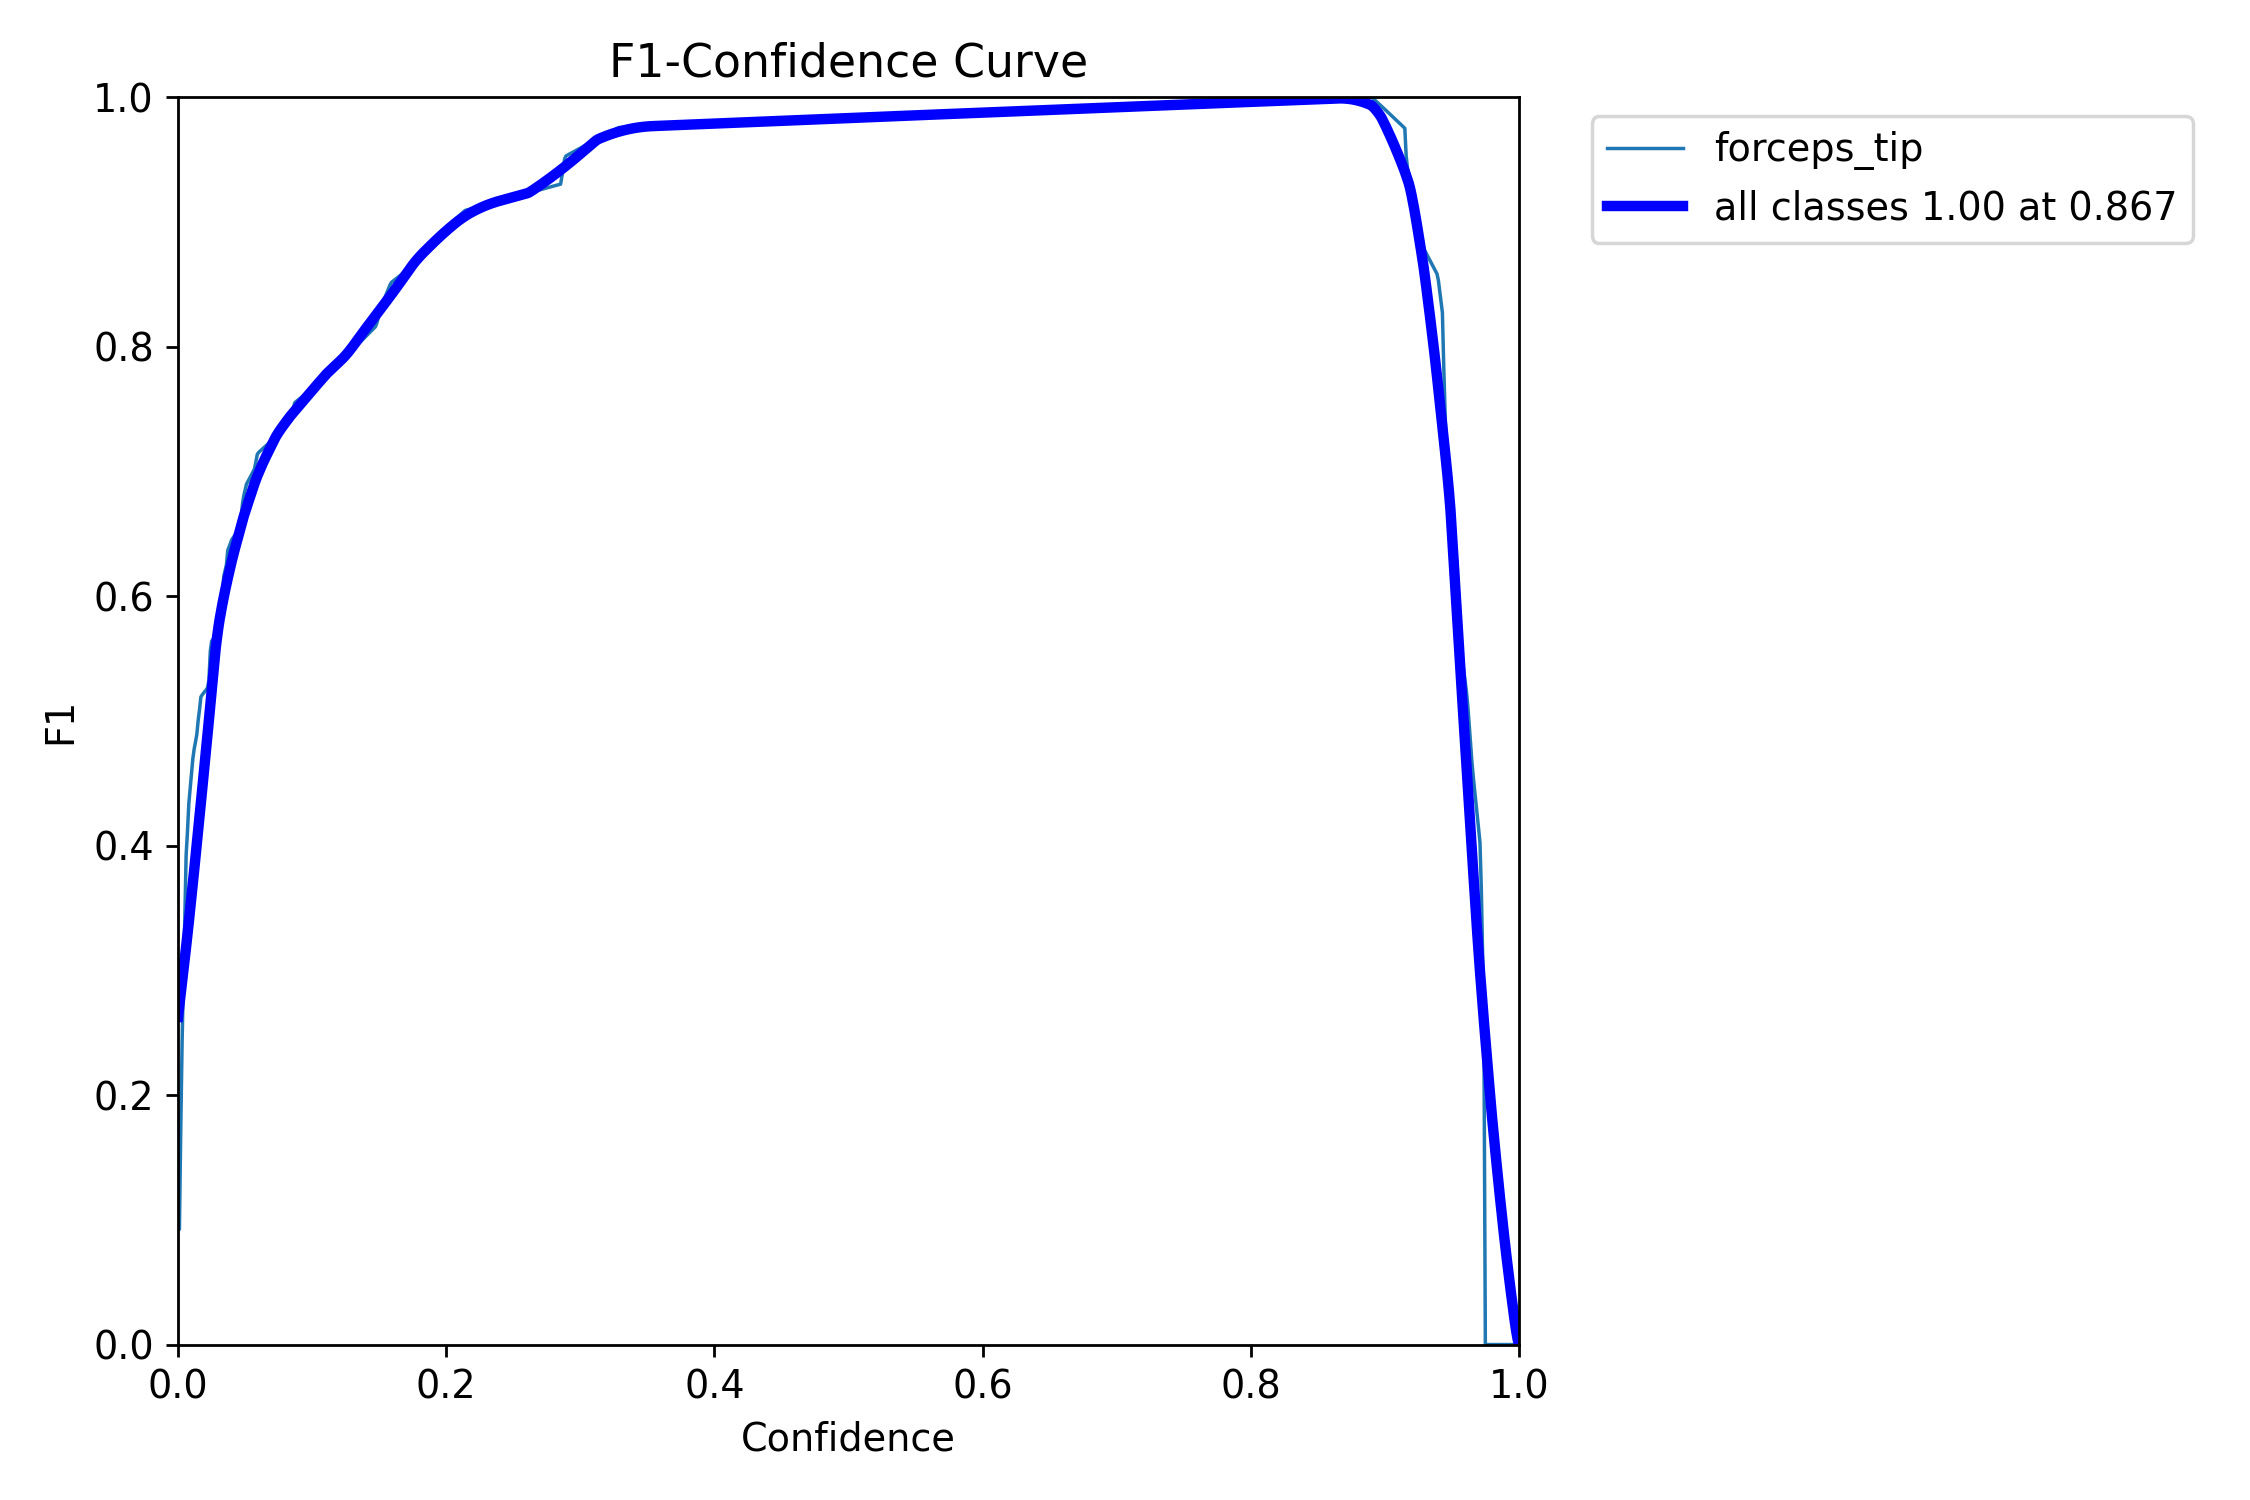 F1-Confidence Curve
1.0
0.8
0.6
0.4
0.2
0.0
F1
0.0 0.2 0.4 0.6 0.8 1.0
Confidence
forceps_tip
all classes 1.00 at 0.867